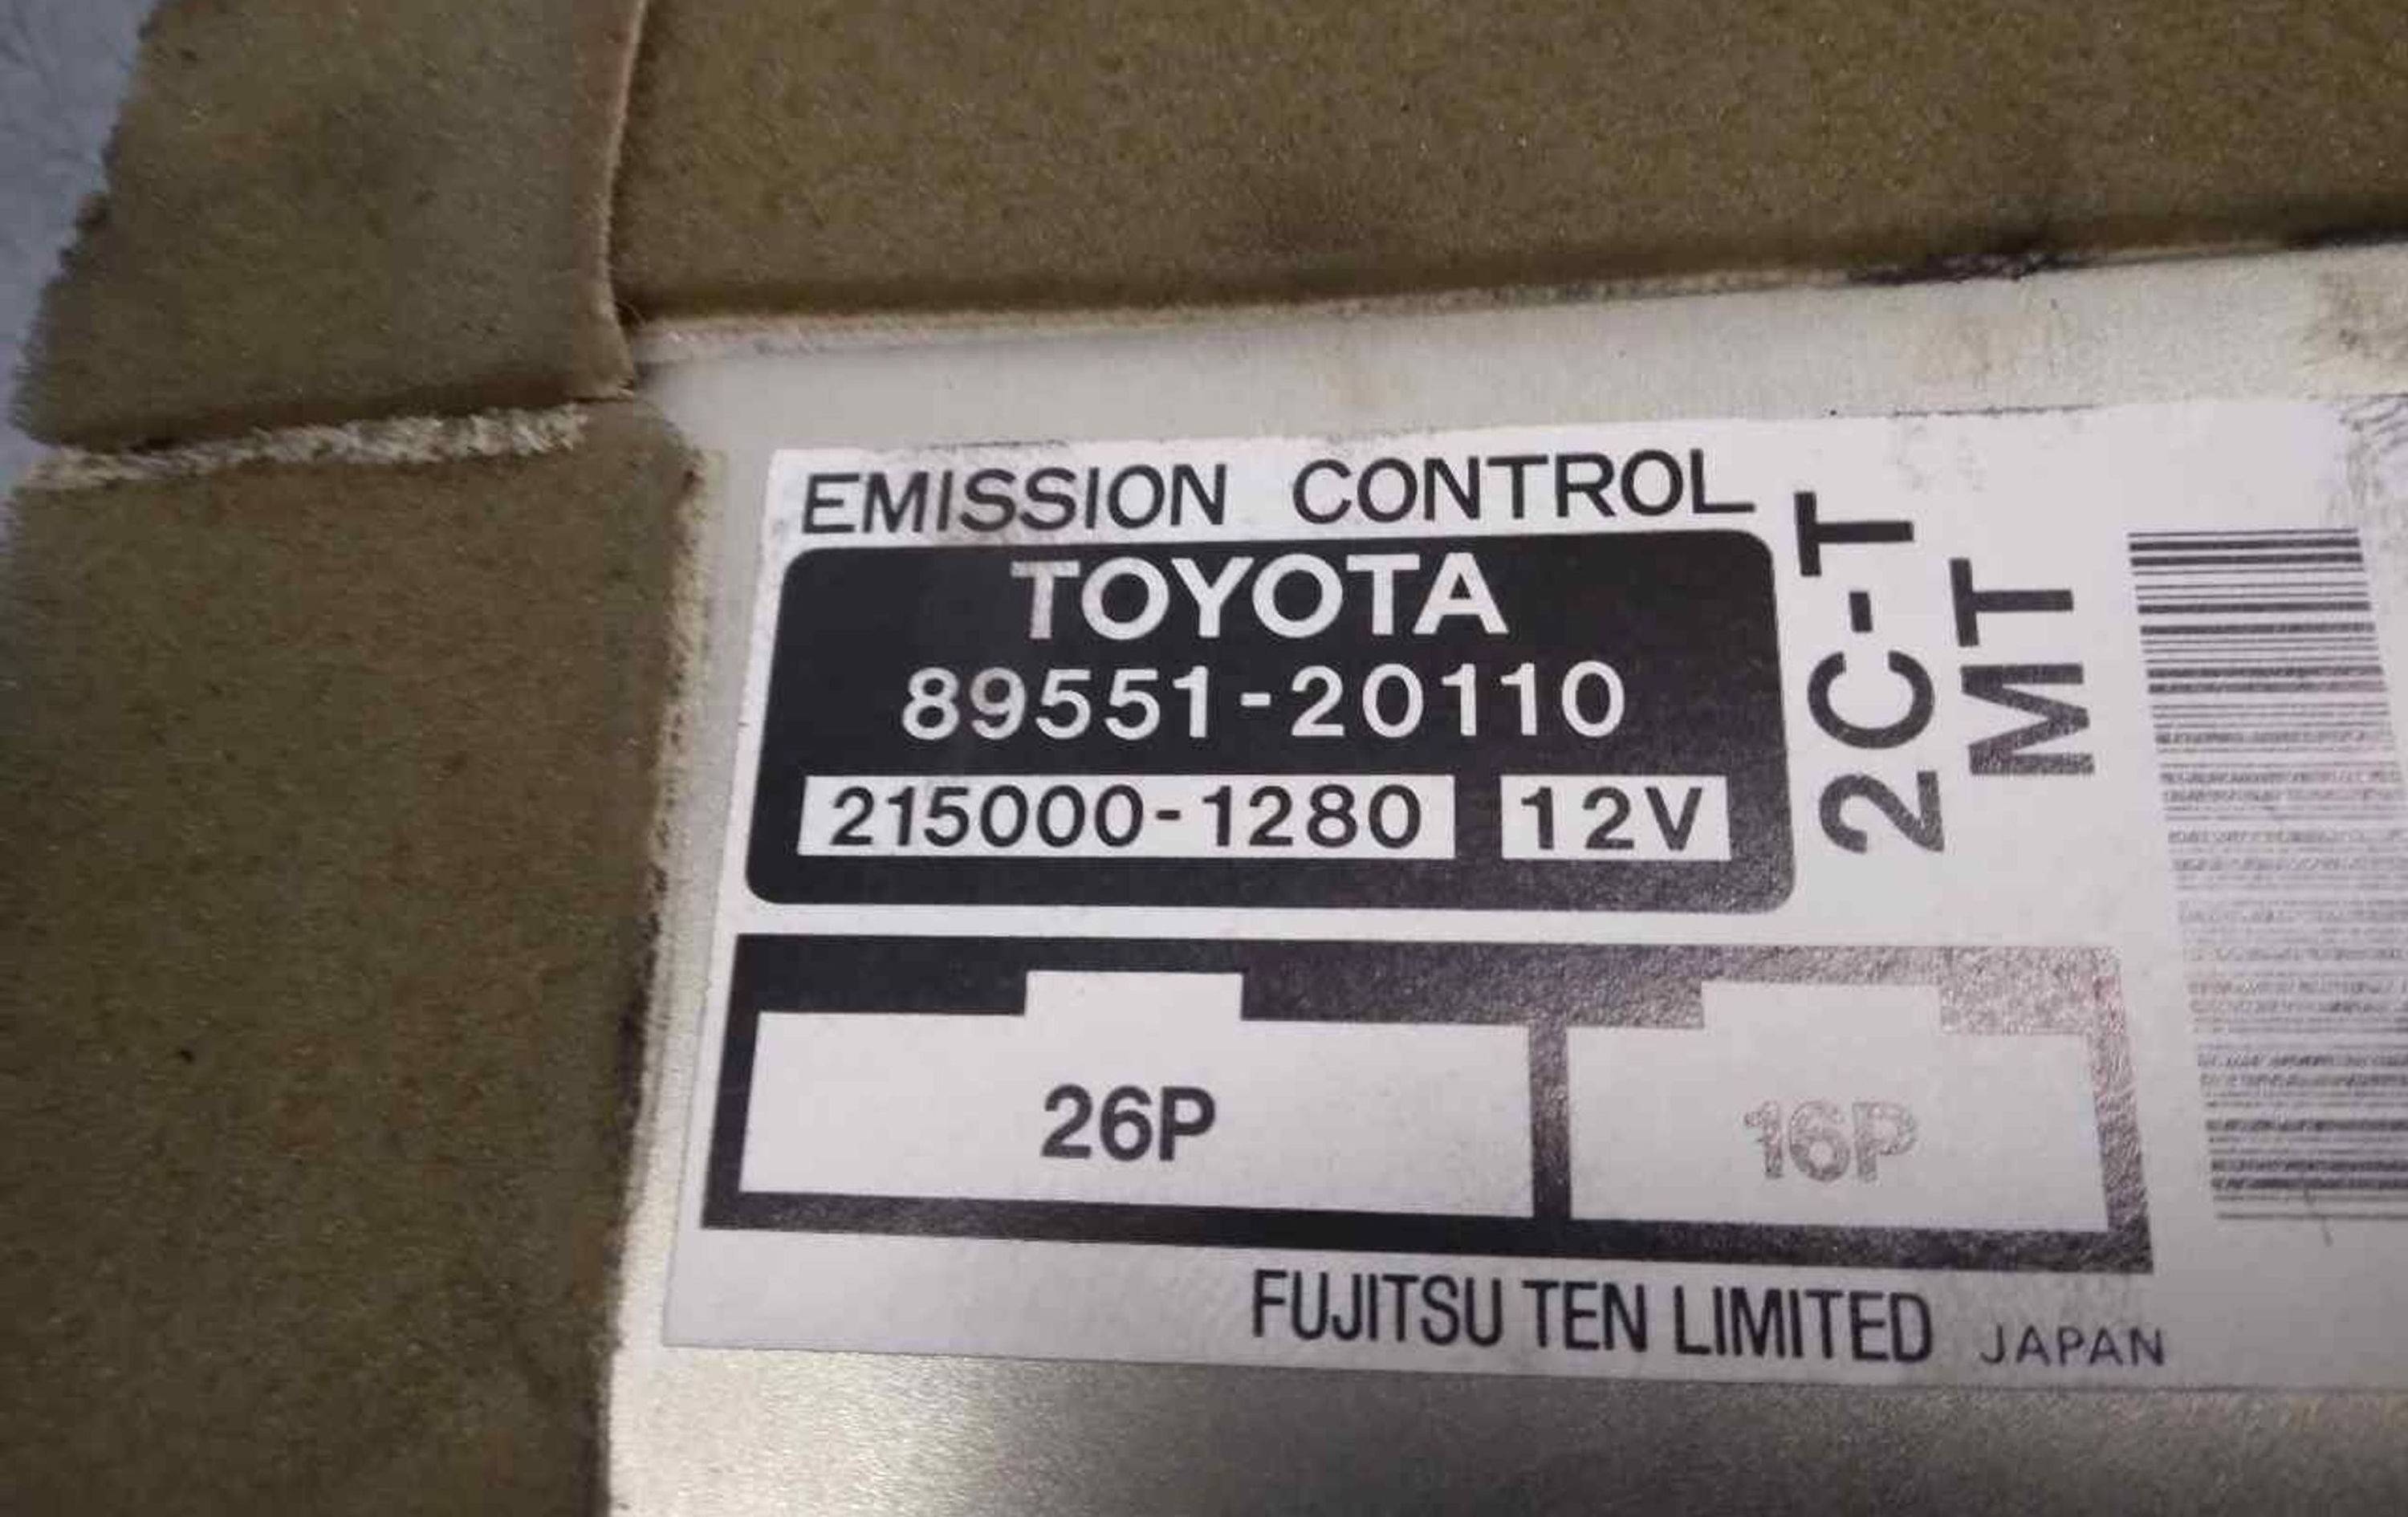 EMISSION CONTROL
TOYOTA
89551-20110
215000-1280 12V
2C-T
MT
26P 16P
FUJITSU TEN LIMITED JAPAN